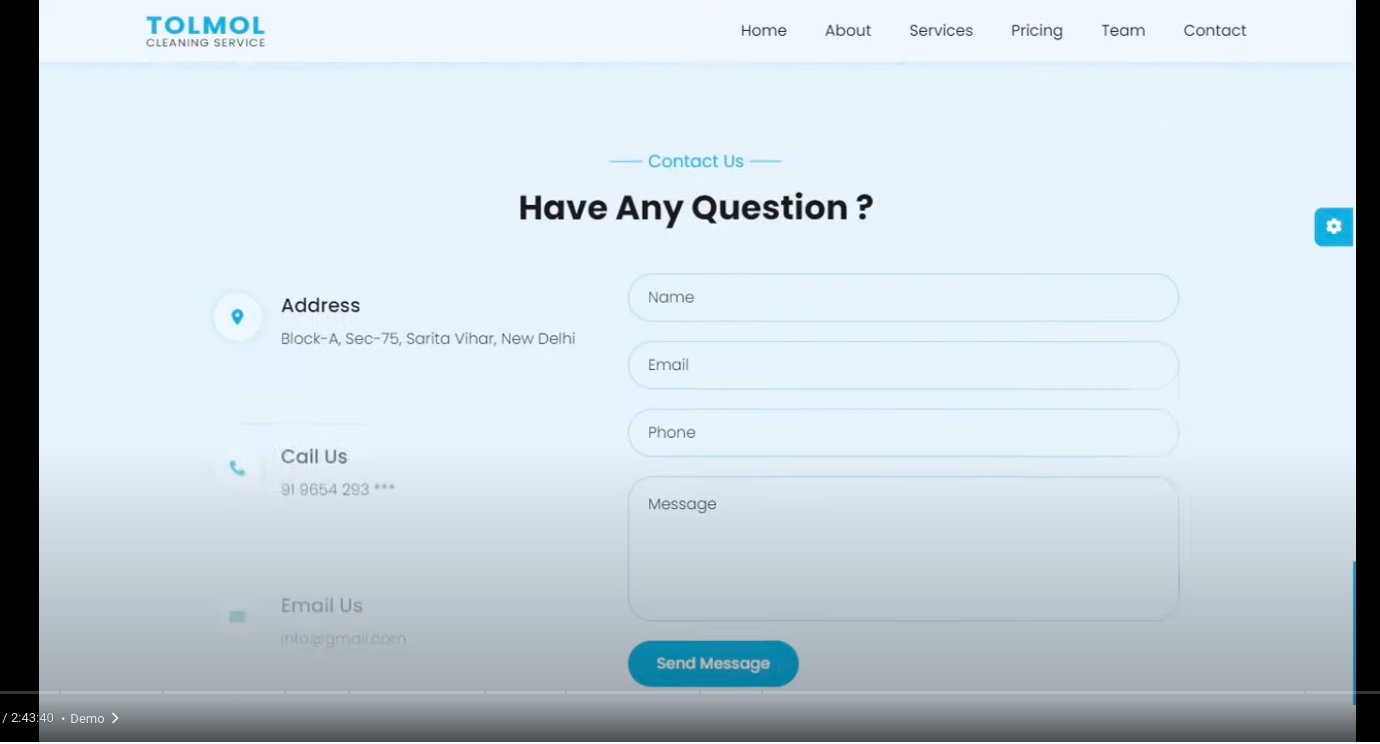 TOLMOL
CLEANING SERVICE
Home About Services Pricing Team Contact
Contact Us
Have Any Question ?
Address
Block-A, Sec-75, Sarita Vihar, New Delhi
Call Us
91 9654 293 ***
Email Us
info@gmail.com
Name
Email
Phone
Message
Send Message
/ 2:43:40 • Demo